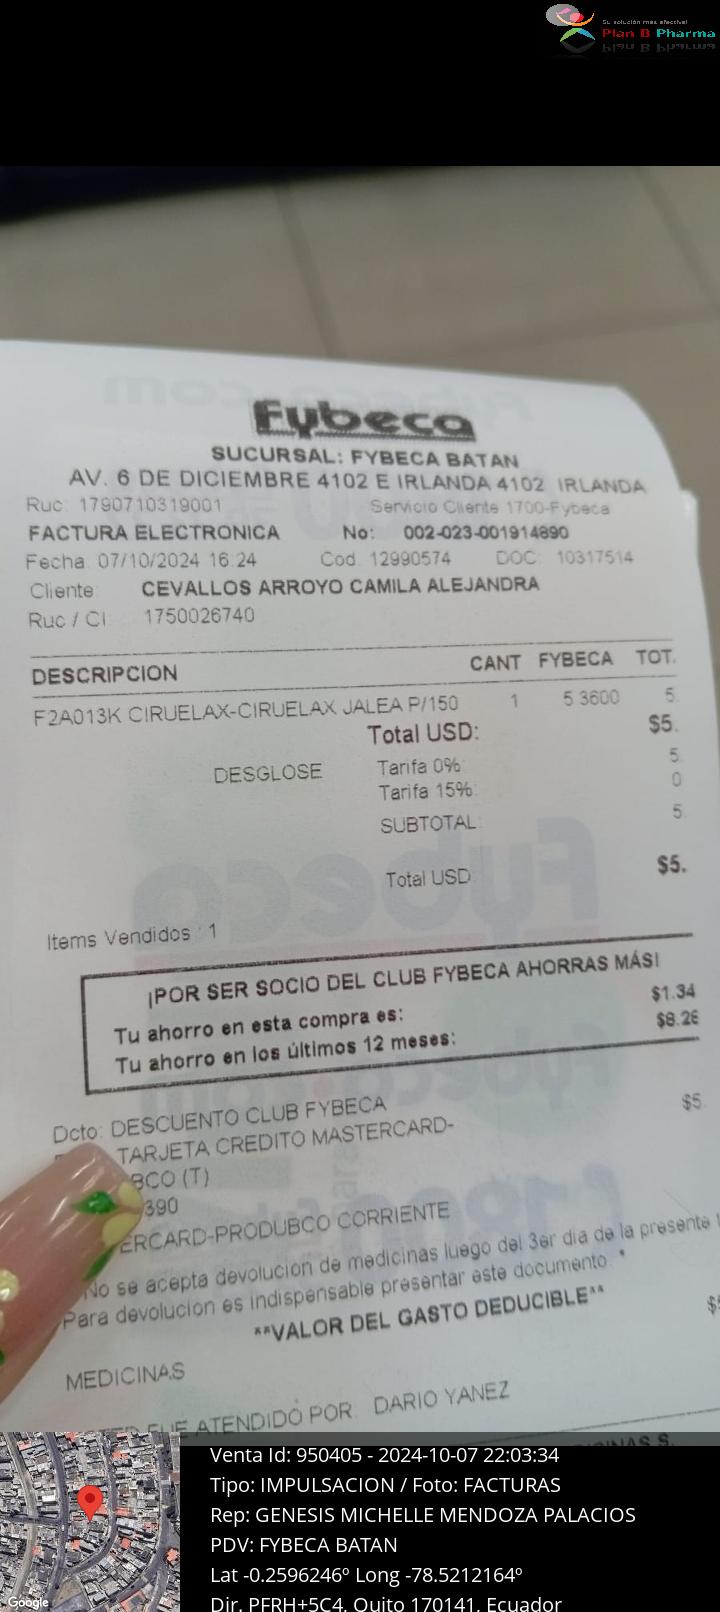 Su solución más efectiva!
Plan B Pharma
Fybeca
SUCURSAL: FYBECA BATAN
AV. 6 DE DICIEMBRE 4102 E IRLANDA 4102 IRLANDA
Ruc: 1790710319001 Servicio Cliente 1700-Fybeca
FACTURA ELECTRONICA No: 002-023-001914890
Fecha: 07/10/2024 16:24 Cod. 12990574 DOC: 10317514
Cliente: CEVALLOS ARROYO CAMILA ALEJANDRA
Ruc / CI: 1750026740
DESCRIPCION CANT FYBECA TOT.
F2A013K CIRUELAX-CIRUELAX JALEA P/150 1 5.3600 5.
Total USD: $5.
DESGLOSE Tarifa 0% 5.
Tarifa 15% 0
SUBTOTAL: 5.
Total USD $5.
Items Vendidos : 1
¡POR SER SOCIO DEL CLUB FYBECA AHORRAS MÁS!
Tu ahorro en esta compra es: $1.34
Tu ahorro en los últimos 12 meses: $8.26
Dcto: DESCUENTO CLUB FYBECA $5.
TARJETA CREDITO MASTERCARD-
BCO (T)
390
ERCARD-PRODUBCO CORRIENTE
No se acepta devolucion de medicinas luego del 3er dia de la presente
Para devolucion es indispensable presentar este documento. *
**VALOR DEL GASTO DEDUCIBLE**
MEDICINAS
FUE ATENDIDO POR: DARIO YANEZ
Venta Id: 950405 - 2024-10-07 22:03:34
Tipo: IMPULSACION / Foto: FACTURAS
Rep: GENESIS MICHELLE MENDOZA PALACIOS
PDV: FYBECA BATAN
Lat -0.2596246º Long -78.5212164º
Dir. PFRH+5C4, Quito 170141, Ecuador
Google